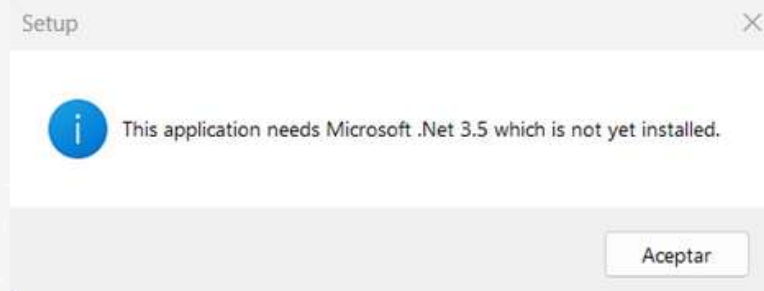 Setup
This application needs Microsoft .Net 3.5 which is not yet installed.
Aceptar